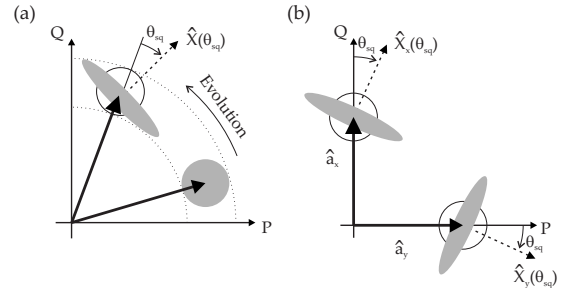 (a)
Q
θsq
X̂(θsq)
Evolution
P
(b)
Q
θsq
X̂x(θsq)
âx
P
θsq
ây
X̂y(θsq)